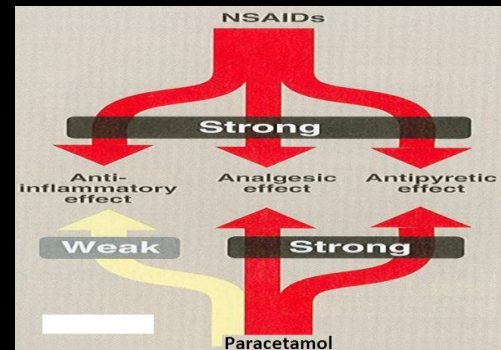 NSAIDs
Strong
Anti-
inflammatory
effect
Analgesic
effect
Antipyretic
effect
Weak
Strong
Paracetamol